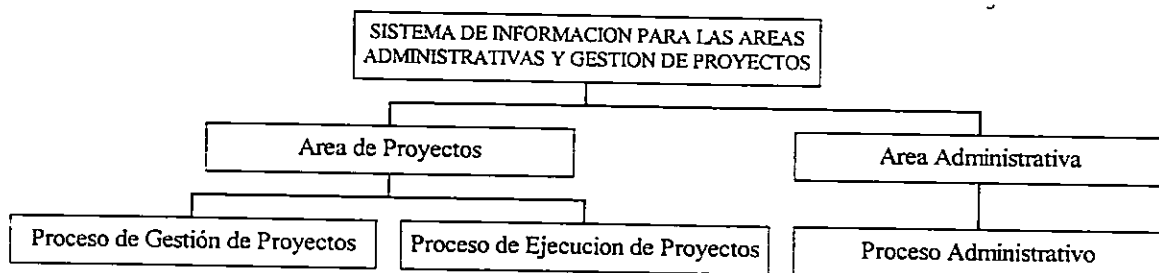 SISTEMA DE INFORMACION PARA LAS AREAS
ADMINISTRATIVAS Y GESTION DE PROYECTOS
Area de Proyectos
Area Administrativa
Proceso de Gestión de Proyectos
Proceso de Ejecucion de Proyectos
Proceso Administrativo